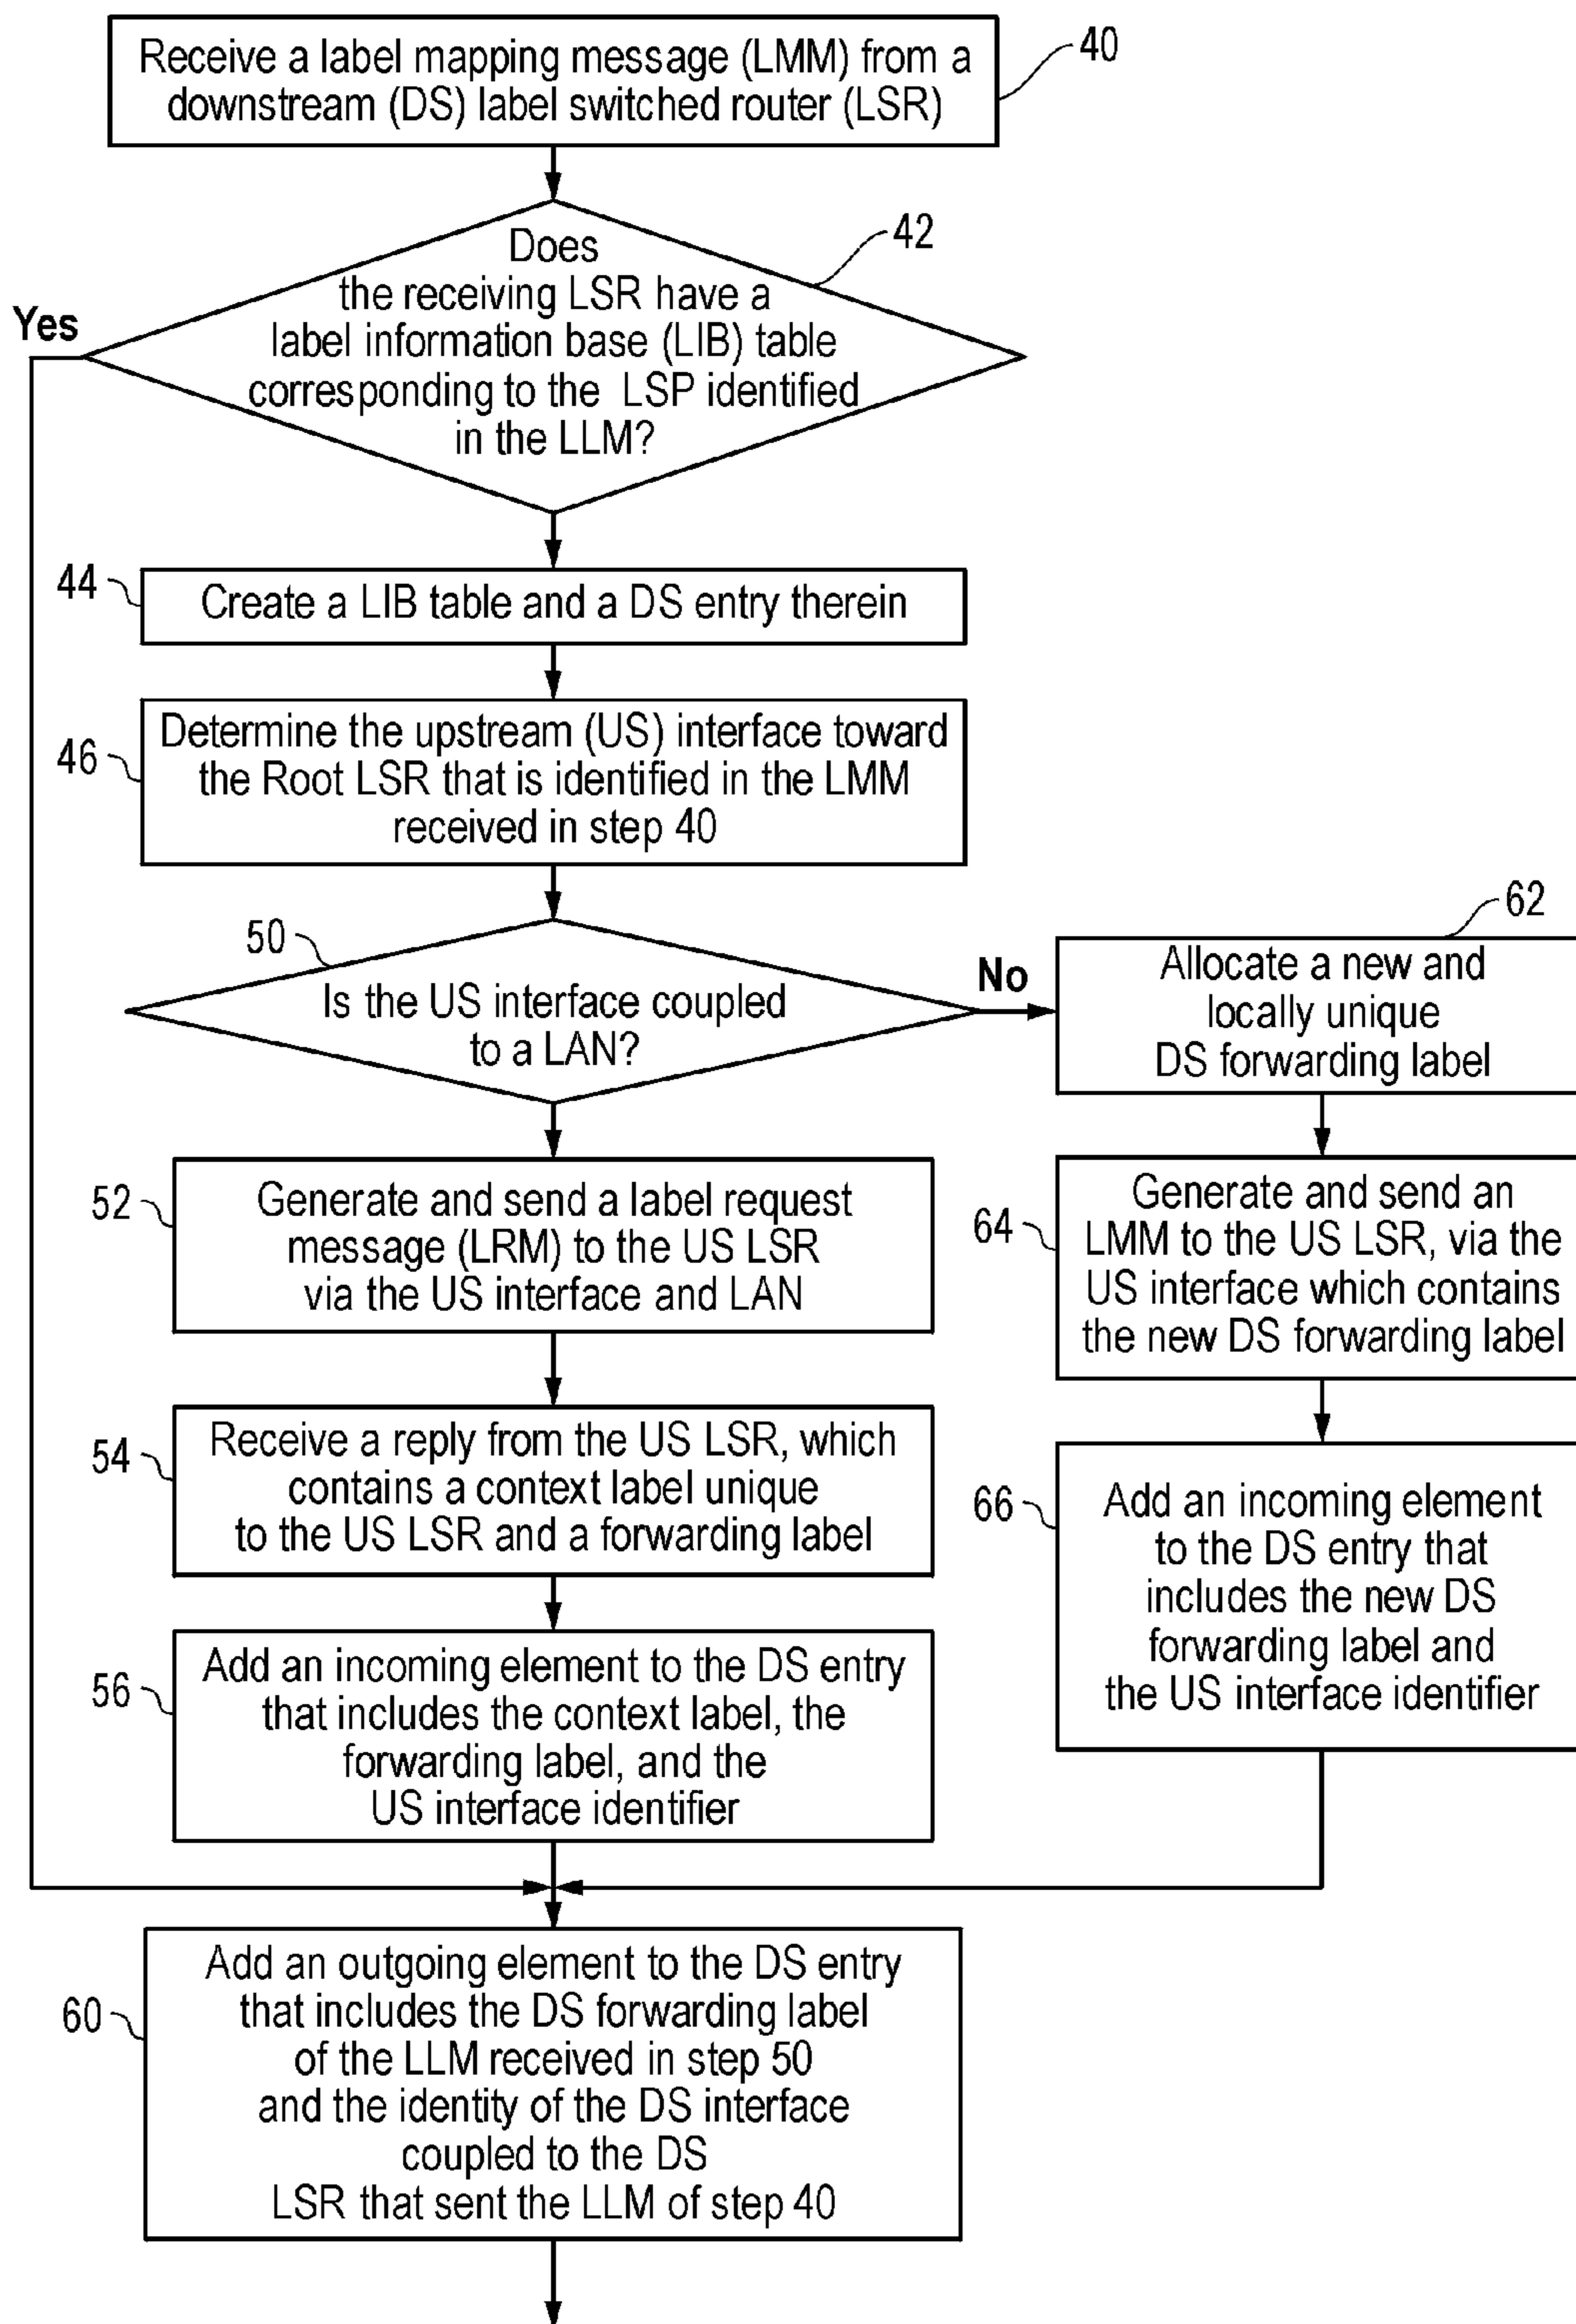 Receive a label mapping message (LMM) from a
downstream (DS) label switched router (LSR)
40
Does
the receiving LSR have a
label information base (LIB) table
corresponding to the LSP identified
in the LLM?
42
Yes
44
Create a LIB table and a DS entry therein
46
Determine the upstream (US) interface toward
the Root LSR that is identified in the LMM
received in step 40
50
Is the US interface coupled
to a LAN?
No
62
Allocate a new and
locally unique
DS forwarding label
52
Generate and send a label request
message (LRM) to the US LSR
via the US interface and LAN
64
Generate and send an
LMM to the US LSR, via the
US interface which contains
the new DS forwarding label
54
Receive a reply from the US LSR, which
contains a context label unique
to the US LSR and a forwarding label
66
Add an incoming element
to the DS entry that
includes the new DS
forwarding label and
the US interface identifier
56
Add an incoming element to the DS entry
that includes the context label, the
forwarding label, and the
US interface identifier
60
Add an outgoing element to the DS entry
that includes the DS forwarding label
of the LLM received in step 50
and the identity of the DS interface
coupled to the DS
LSR that sent the LLM of step 40